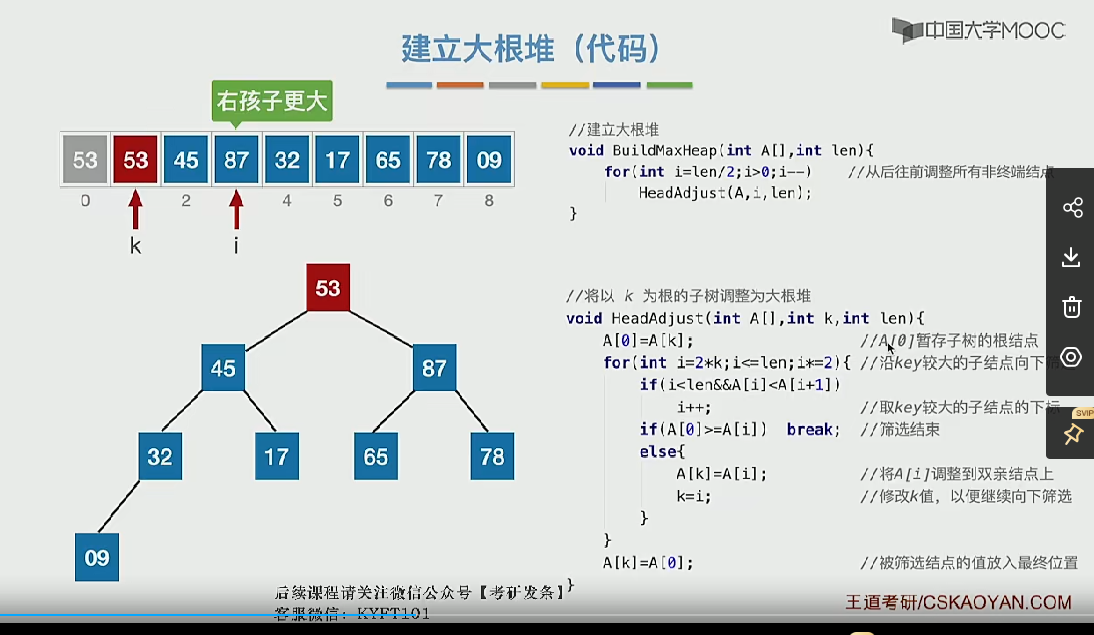 中国大学MOOC
建立大根堆（代码）
右孩子更大
53 53 45 87 32 17 65 78 09
0 2 4 5 6 7 8
k i
53
45 87
32 17 65 78
09
//建立大根堆
void BuildMaxHeap(int A[],int len){
for(int i=len/2;i>0;i--) //从后往前调整所有非终端结点
HeadAdjust(A,i,len);
}
//将以 k 为根的子树调整为大根堆
void HeadAdjust(int A[],int k,int len){
A[0]=A[k]; //A[0]暂存子树的根结点
for(int i=2*k;i<=len;i*=2){ //沿key较大的子结点向下
if(i<len&&A[i]<A[i+1])
i++; //取key较大的子结点的下标
if(A[0]>=A[i]) break; //筛选结束
else{
A[k]=A[i]; //将A[i]调整到双亲结点上
k=i; //修改k值，以便继续向下筛选
}
}
A[k]=A[0]; //被筛选结点的值放入最终位置
}
后续课程请关注微信公众号【考研发条】
客服微信：KYFT101
王道考研/CSKAOYAN.COM
SVIP